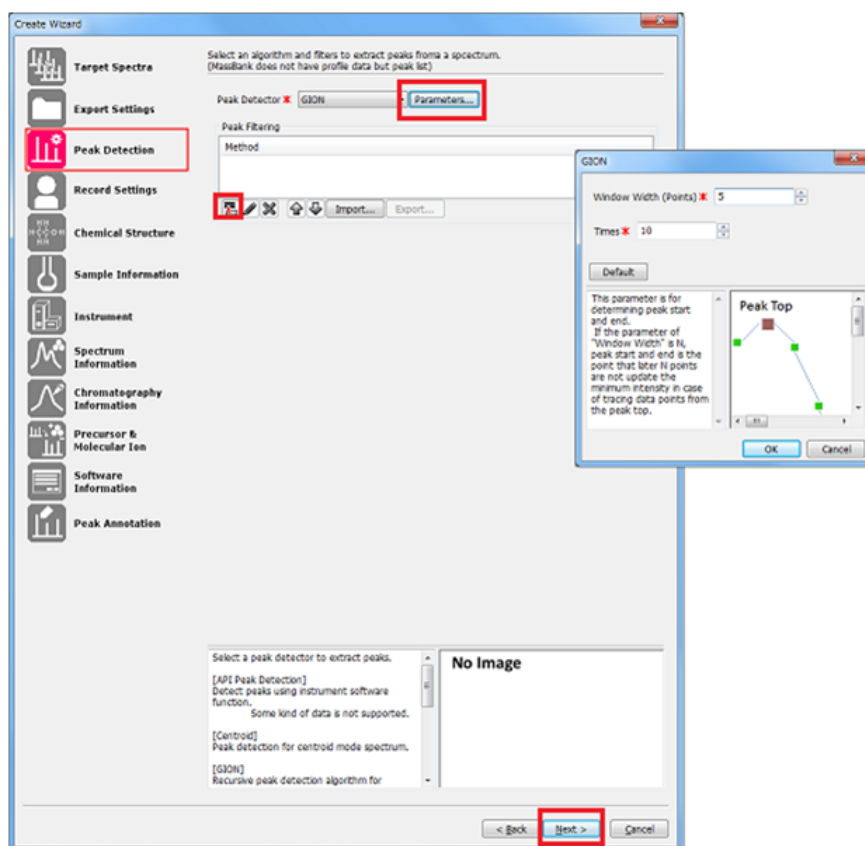 Create Wizard
Target Spectra
Export Settings
Peak Detection
Record Settings
Chemical Structure
Sample Information
Instrument
Spectrum
Information
Chromatography
Information
Precursor &
Molecular Ion
Software
Information
Peak Annotation
Select an algorithm and filters to extract peaks froma a spcectrum.
(MassBank does not have profile data but peak list)
Peak Detector GION Parameters...
Peak Filtering
Method
Import... Export...
Select a peak detector to extract peaks.
[API Peak Detection]
Detect peaks using instrument software
function.
Some kind of data is not supported.
[Centroid]
Peak detection for centroid mode spectrum.
[GION]
Recursive peak detection algorithm for
No Image
< Back Next > Cancel
GION
Window Width (Points) 5
Times 10
Default
This parameter is for
determining peak start
and end.
If the parameter of
"Window Width" is N,
peak start and end is the
point that later N points
are not update the
minimum intensity in case
of tracing data points from
the peak top.
Peak Top
OK Cancel